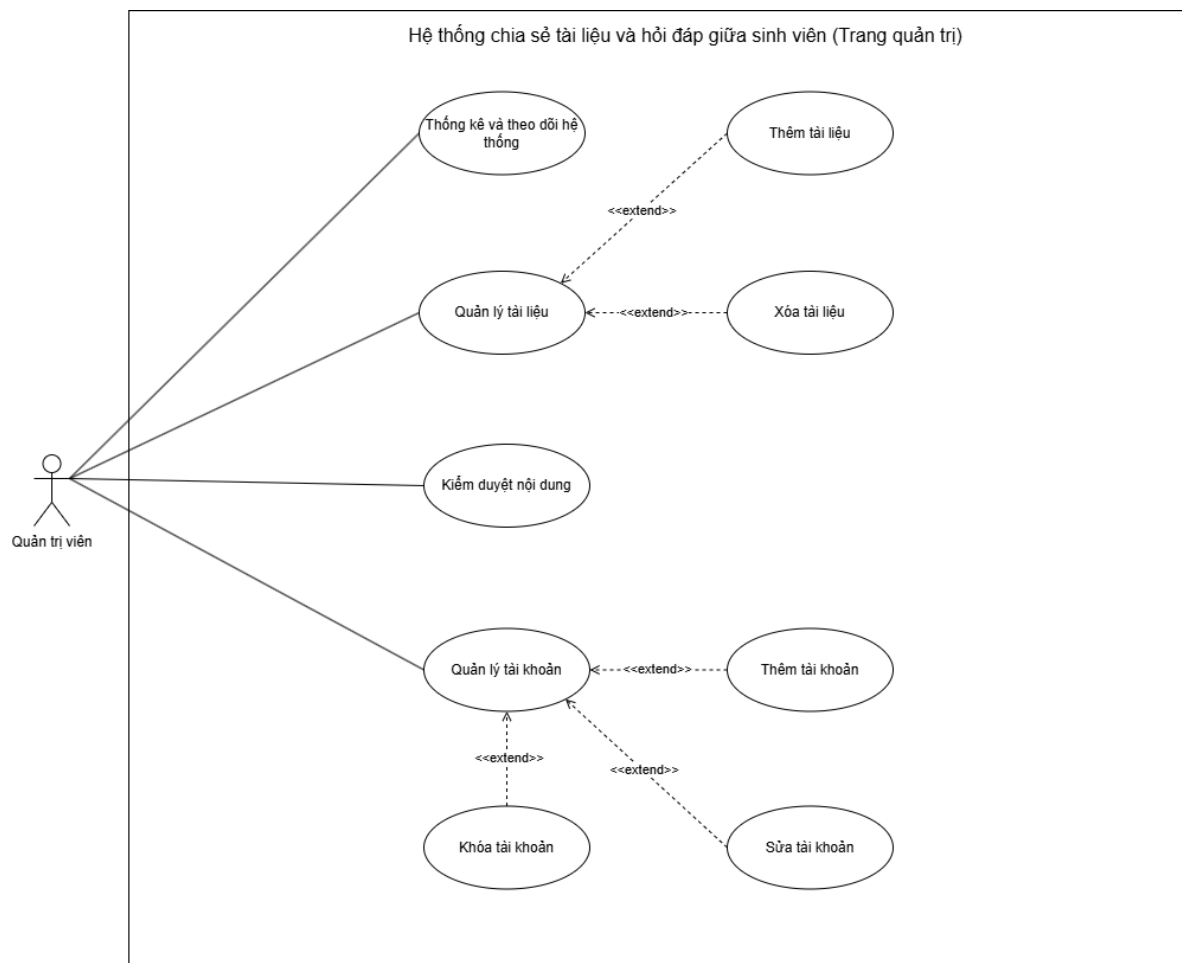 Hệ thống chia sẻ tài liệu và hỏi đáp giữa sinh viên (Trang quản trị)
Thống kê và theo dõi hệ
thống
Thêm tài liệu
<<extend>>
Quản lý tài liệu
<<extend>>
Xóa tài liệu
Kiểm duyệt nội dung
Quản trị viên
Quản lý tài khoản
<<extend>>
Thêm tài khoản
<<extend>>
<<extend>>
Khóa tài khoản
Sửa tài khoản